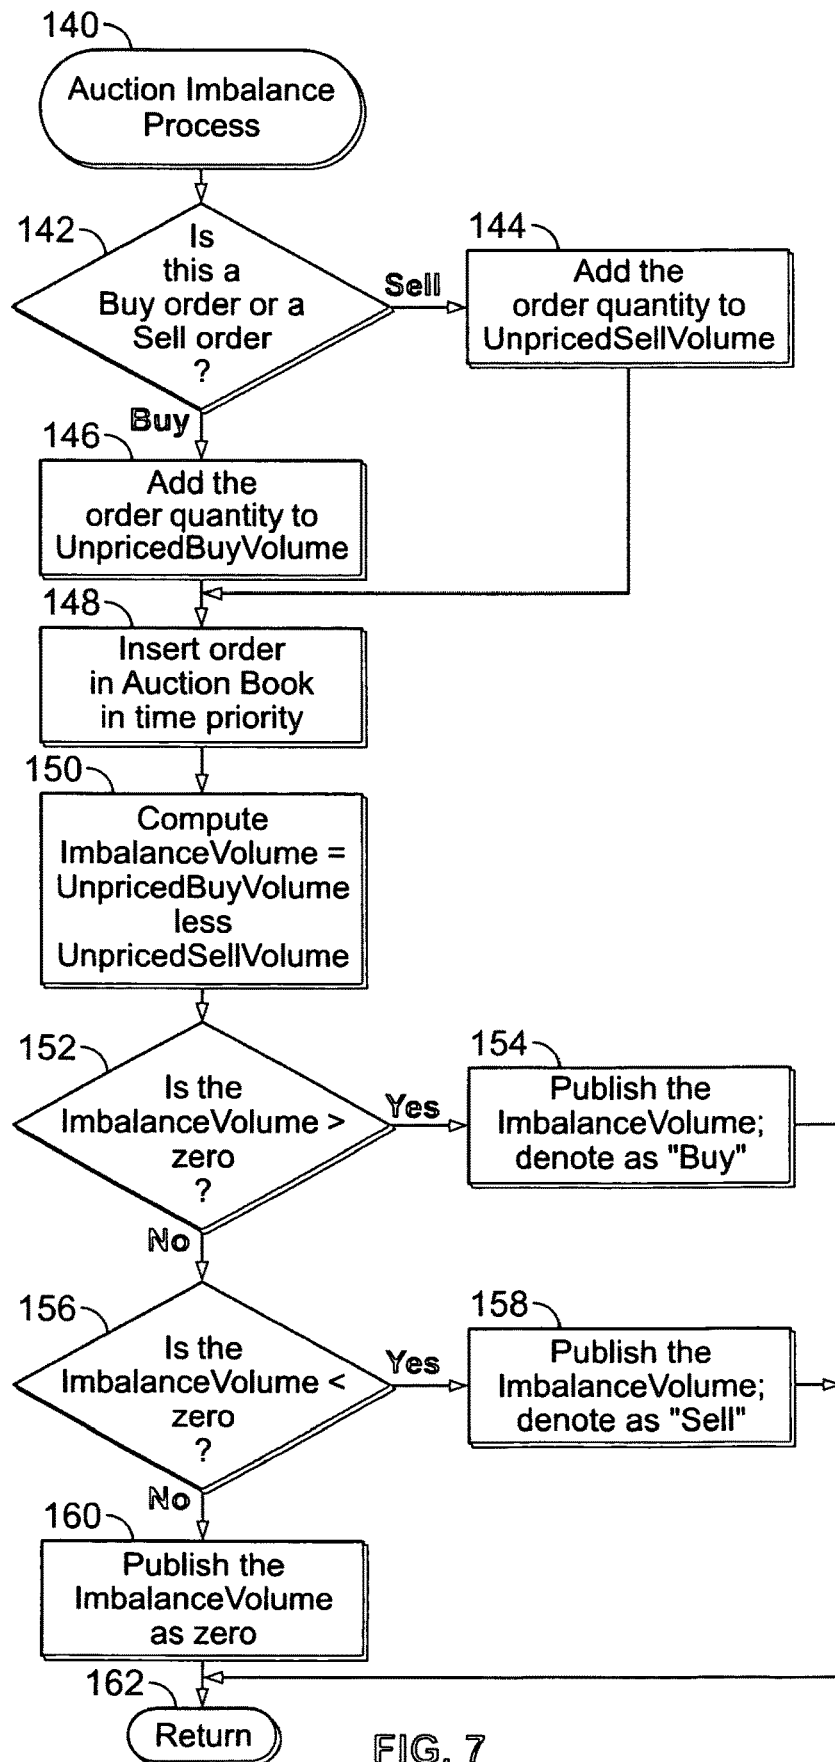 140
Auction Imbalance
Process
142
Is
this a
Buy order or a
Sell order
?
Sell
144
Add the
order quantity to
UnpricedSellVolume
Buy
146
Add the
order quantity to
UnpricedBuyVolume
148
Insert order
in Auction Book
in time priority
150
Compute
ImbalanceVolume =
UnpricedBuyVolume
less
UnpricedSellVolume
152
Is the
ImbalanceVolume >
zero
?
Yes
154
Publish the
ImbalanceVolume;
denote as "Buy"
No
156
Is the
ImbalanceVolume <
zero
?
Yes
158
Publish the
ImbalanceVolume;
denote as "Sell"
No
160
Publish the
ImbalanceVolume
as zero
162
Return
FIG. 7